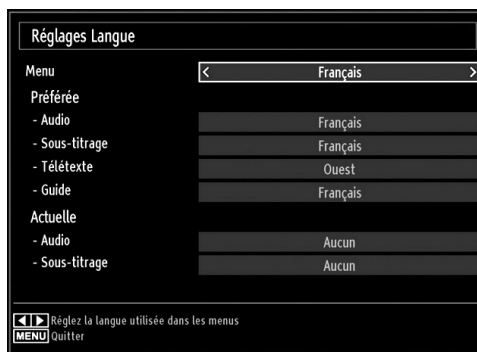 Réglages Langue
Menu < Français >
Préférée
- Audio Français
- Sous-titrage Français
- Télétexte Ouest
- Guide Français
Actuelle
- Audio Aucun
- Sous-titrage Aucun
Réglez la langue utilisée dans les menus
MENU Quitter